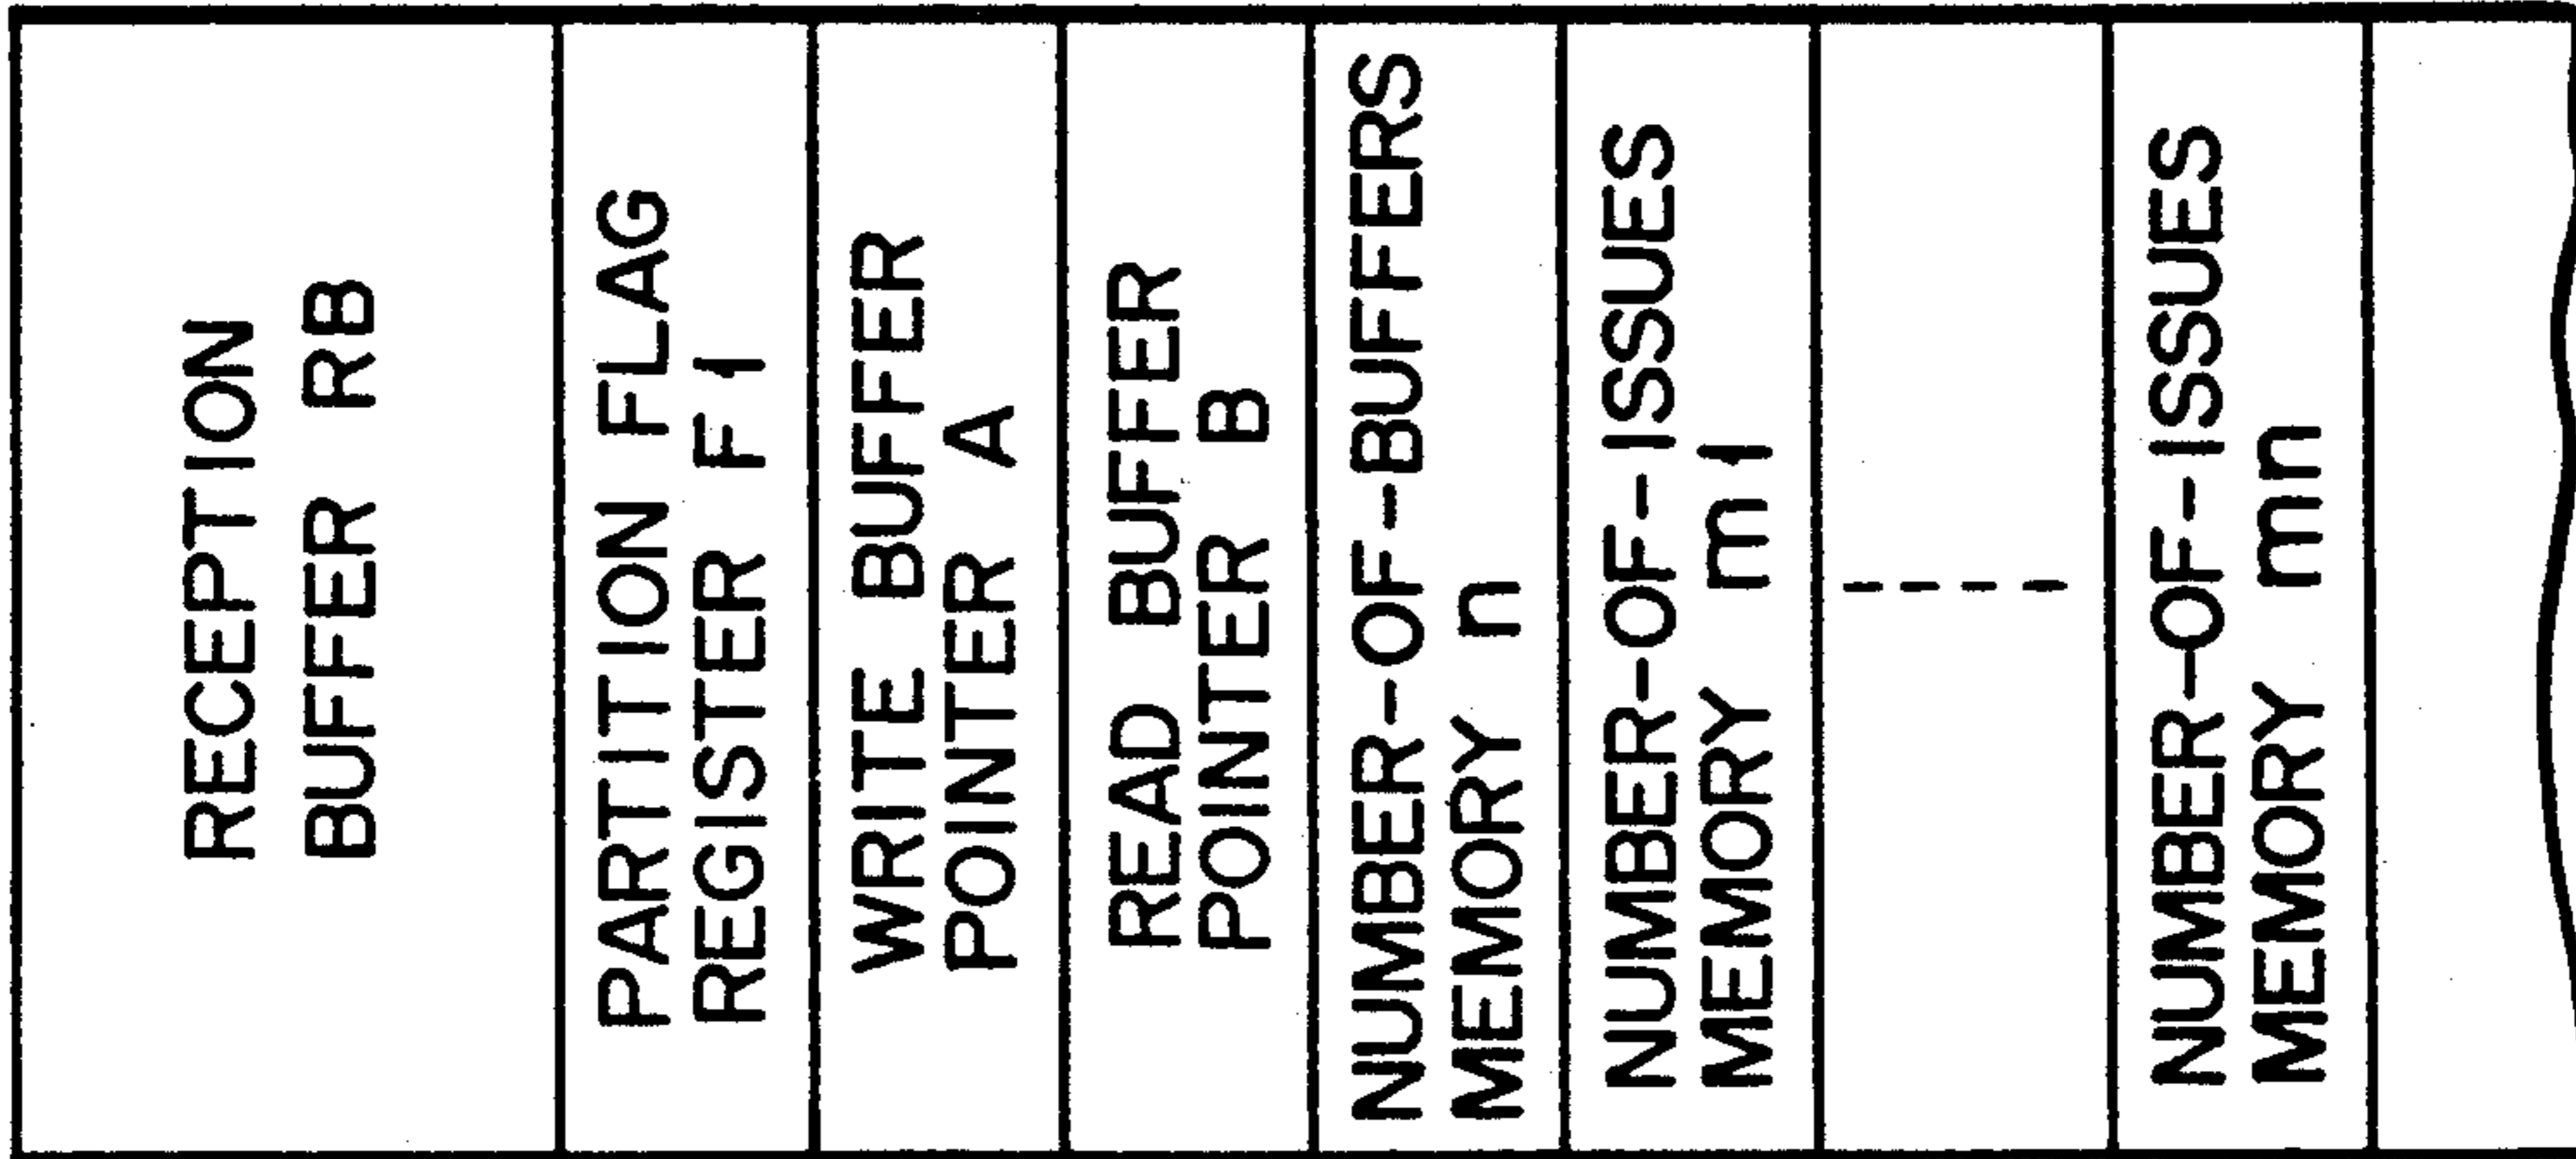 RECEPTION
BUFFER RB
PARTITION FLAG
REGISTER F1
WRITE BUFFER
POINTER A
READ BUFFER
POINTER B
NUMBER-OF-BUFFERS
MEMORY n
NUMBER-OF-ISSUES
MEMORY m1
----
NUMBER-OF-ISSUES
MEMORY mn